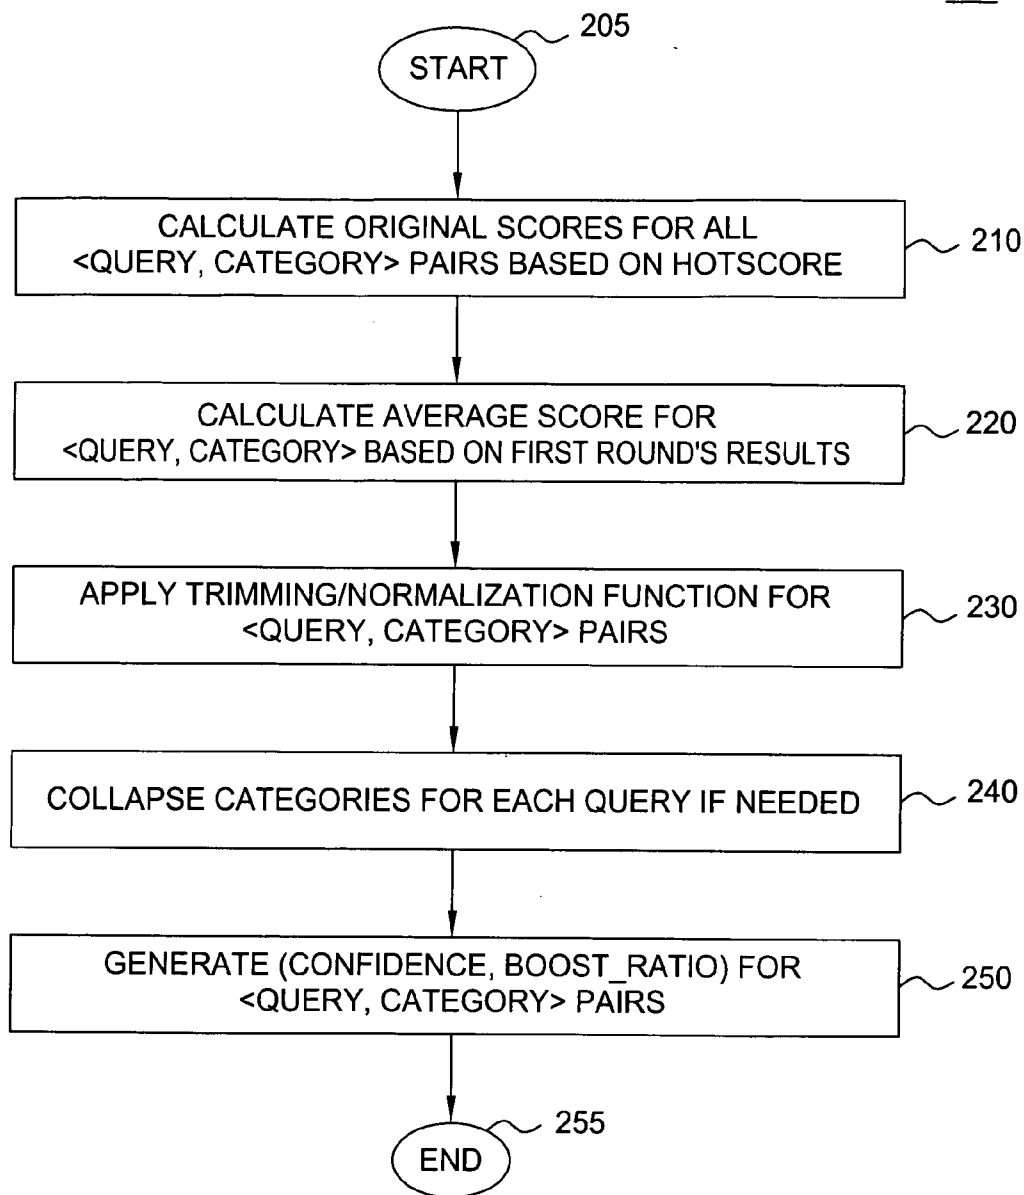 205
START
CALCULATE ORIGINAL SCORES FOR ALL
<QUERY, CATEGORY> PAIRS BASED ON HOTSCORE
210
CALCULATE AVERAGE SCORE FOR
<QUERY, CATEGORY> BASED ON FIRST ROUND'S RESULTS
220
APPLY TRIMMING/NORMALIZATION FUNCTION FOR
<QUERY, CATEGORY> PAIRS
230
COLLAPSE CATEGORIES FOR EACH QUERY IF NEEDED
240
GENERATE (CONFIDENCE, BOOST_RATIO) FOR
<QUERY, CATEGORY> PAIRS
250
255
END